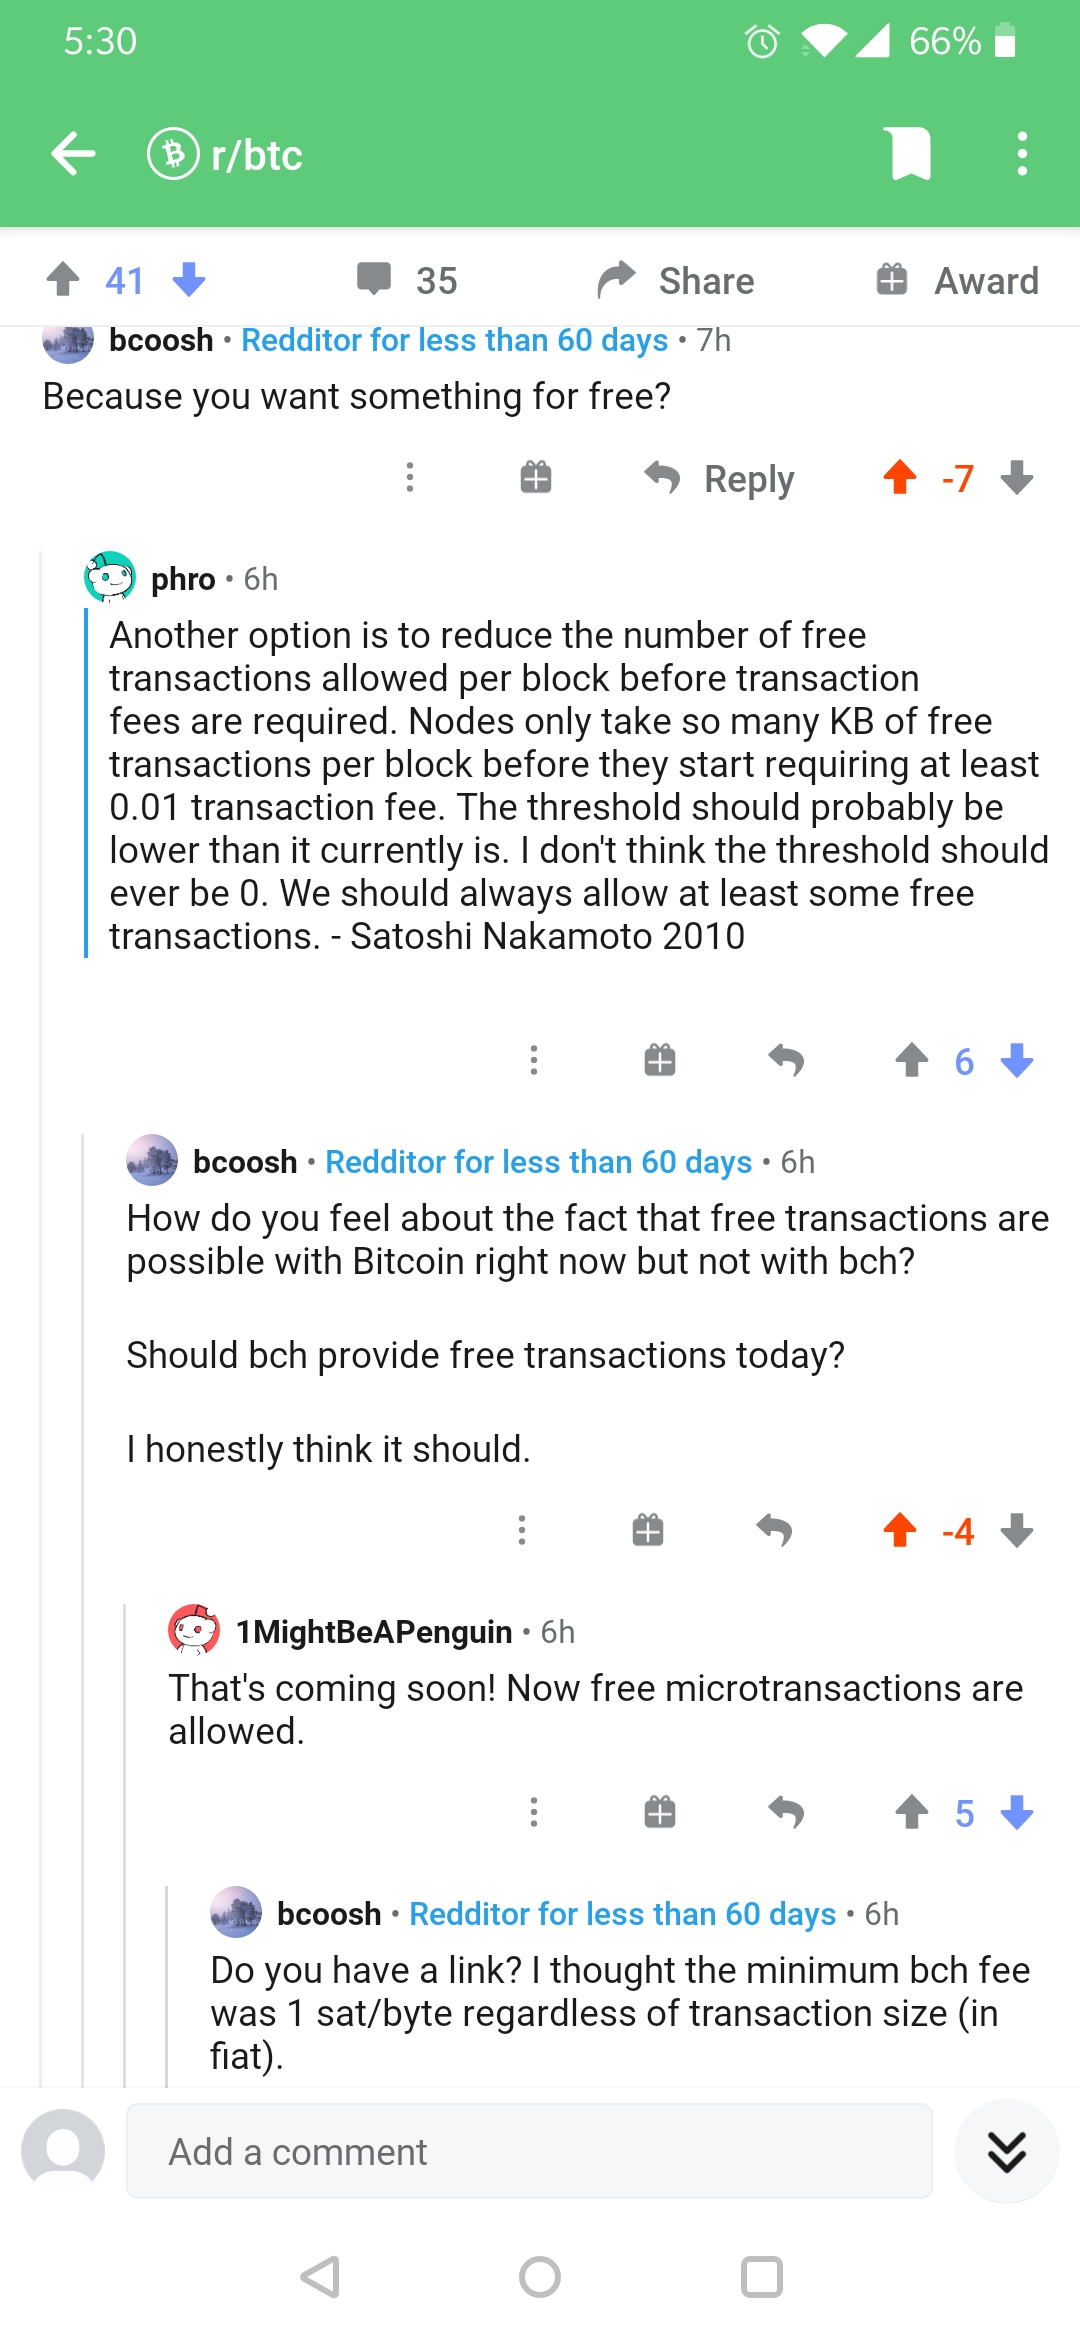 5:30
66%
r/btc
41
35
Share
Award
bcoosh • Redditor for less than 60 days • 7h
Because you want something for free?
Reply
-7
phro • 6h
Another option is to reduce the number of free
transactions allowed per block before transaction
fees are required. Nodes only take so many KB of free
transactions per block before they start requiring at least
0.01 transaction fee. The threshold should probably be
lower than it currently is. I don't think the threshold should
ever be 0. We should always allow at least some free
transactions. - Satoshi Nakamoto 2010
6
bcoosh • Redditor for less than 60 days • 6h
How do you feel about the fact that free transactions are
possible with Bitcoin right now but not with bch?
Should bch provide free transactions today?
I honestly think it should.
-4
1MightBeAPenguin • 6h
That's coming soon! Now free microtransactions are
allowed.
5
bcoosh • Redditor for less than 60 days • 6h
Do you have a link? I thought the minimum bch fee
was 1 sat/byte regardless of transaction size (in
fiat).
Add a comment